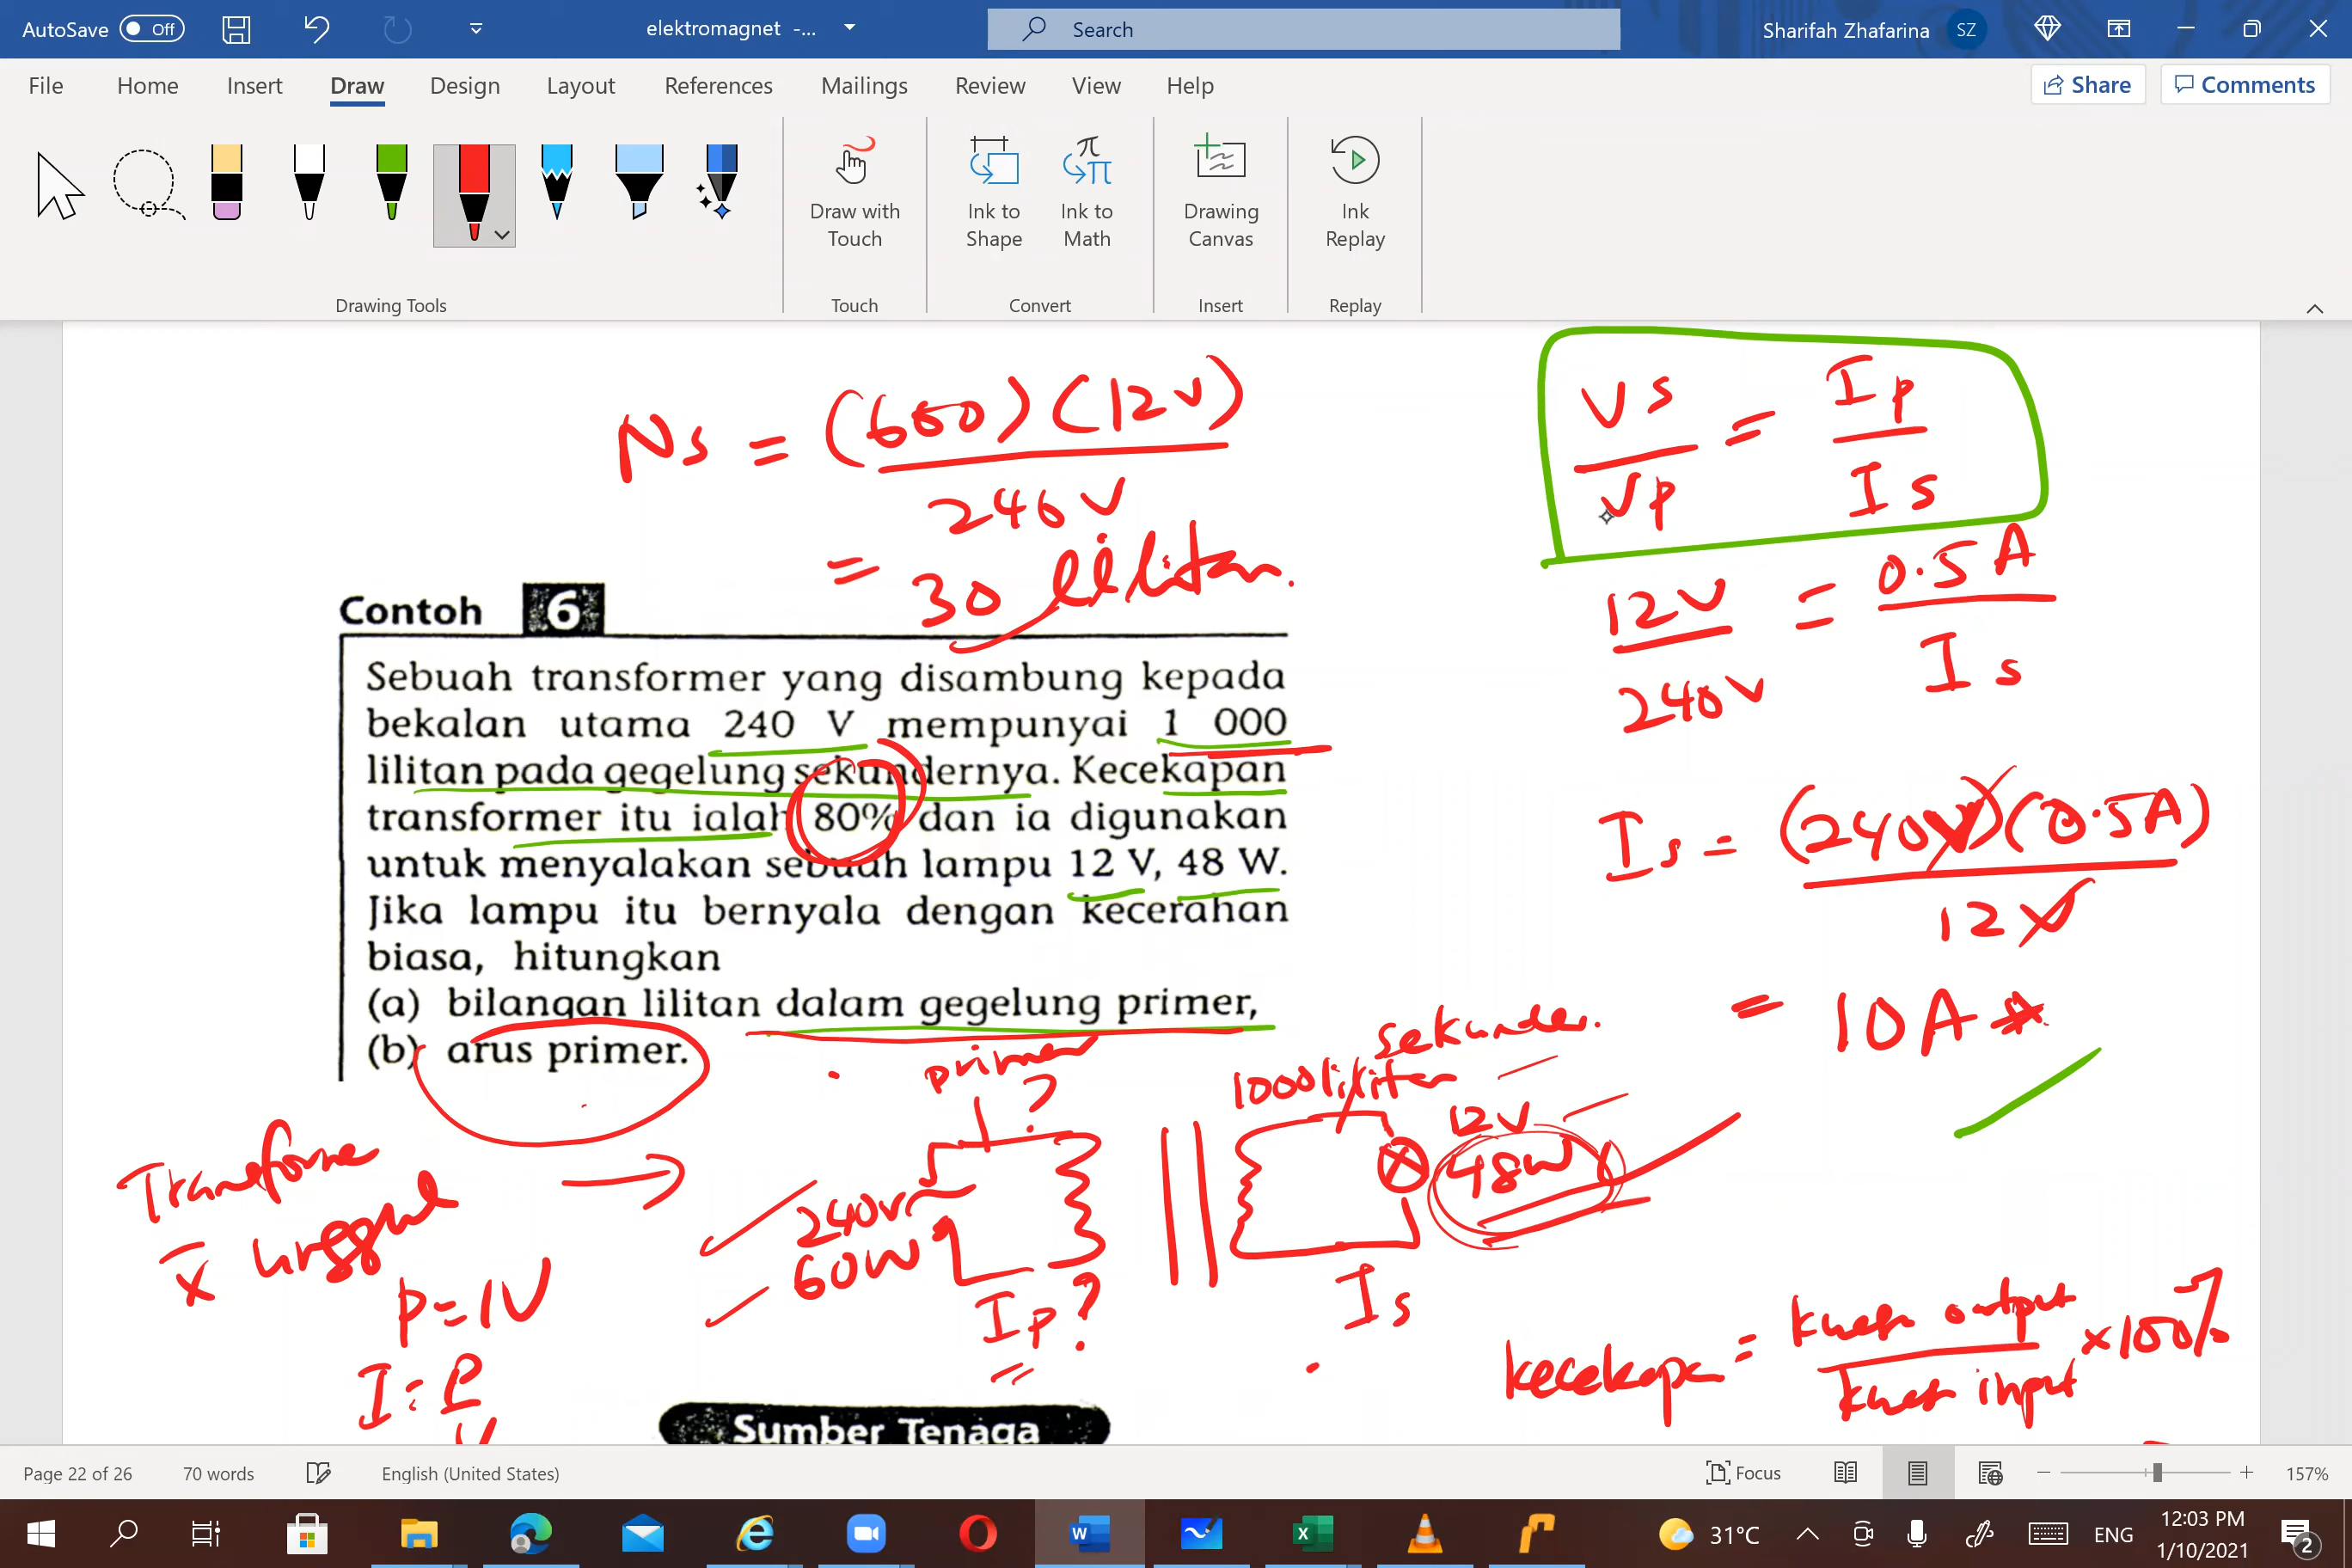 AutoSave Off elektromagnet -... Search Sharifah Zhafarina SZ
File Home Insert Draw Design Layout References Mailings Review View Help Share Comments
Draw with Touch
Ink to Shape
Ink to Math
Drawing Canvas
Ink Replay
Drawing Tools Touch Convert Insert Replay
Ns = (600)(12V)
240V
= 30 lilitan.
Vs = Ip
Vp Is
12V = 0.5A
240V Is
Is = (240V)(0.5A)
12V
= 10A
Contoh 6
Sebuah transformer yang disambung kepada
bekalan utama 240 V mempunyai 1 000
lilitan pada gegelung sekundernya. Kecekapan
transformer itu ialah 80% dan ia digunakan
untuk menyalakan sebuah lampu 12 V, 48 W.
Jika lampu itu bernyala dengan kecerahan
biasa, hitungkan
(a) bilangan lilitan dalam gegelung primer,
(b) arus primer.
primer
?
sekunder.
1000 lilitan
12V
48W
240V
60W
Ip?
Is
x unggul
P=IV
I=P
V
= kuasa output ×100%
kuasa input
Sumber Tenaga
Page 22 of 26 70 words English (United States) Focus 157%
W X 31°C ENG 12:03 PM
1/10/2021 2